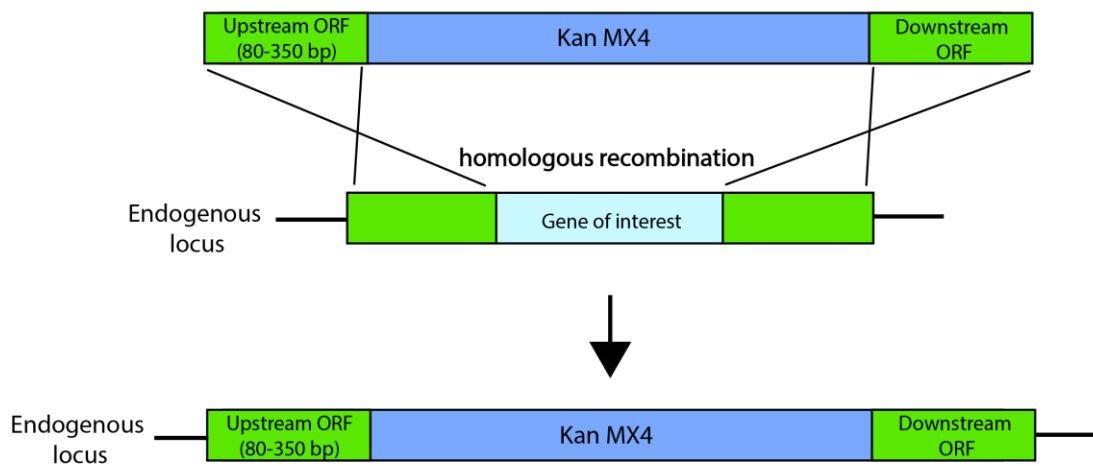 Upstream ORF
(80-350 bp)
Kan MX4
Downstream
ORF
homologous recombination
Endogenous
locus
Gene of interest
Endogenous
locus
Upstream ORF
(80-350 bp)
Kan MX4
Downstream
ORF